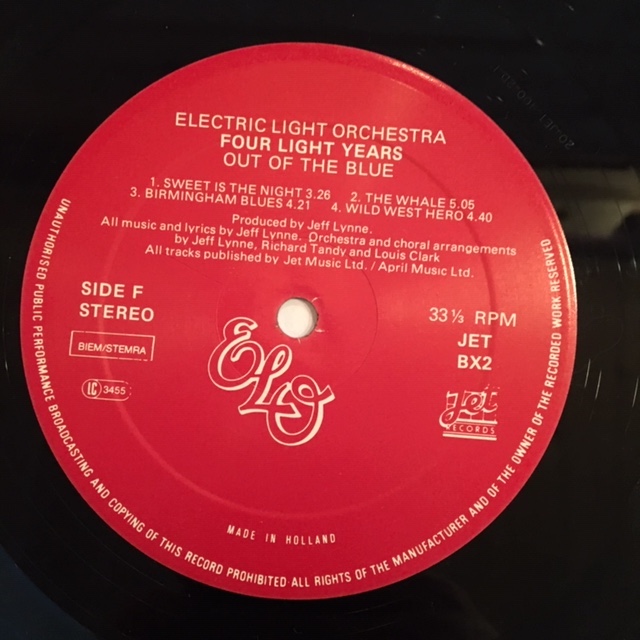 ELECTRIC LIGHT ORCHESTRA
FOUR LIGHT YEARS
OUT OF THE BLUE
1. SWEET IS THE NIGHT 3.26 2. THE WHALE 5.05
3. BIRMINGHAM BLUES 4.21 4. WILD WEST HERO 4.40
Produced by Jeff Lynne.
All music and lyrics by Jeff Lynne. Orchestra and choral arrangements
by Jeff Lynne, Richard Tandy and Louis Clark
All tracks published by Jet Music Ltd. / April Music Ltd.
SIDE F
STEREO
BIEM/STEMRA
LC 3455
33 ⅓ RPM
JET
BX2
ELO
Jet
RECORDS
MADE IN HOLLAND
UNAUTHORISED PUBLIC PERFORMANCE BROADCASTING AND COPYING OF THIS RECORD PROHIBITED ALL RIGHTS OF THE MANUFACTURER AND OF THE OWNER OF THE RECORDED WORK RESERVED